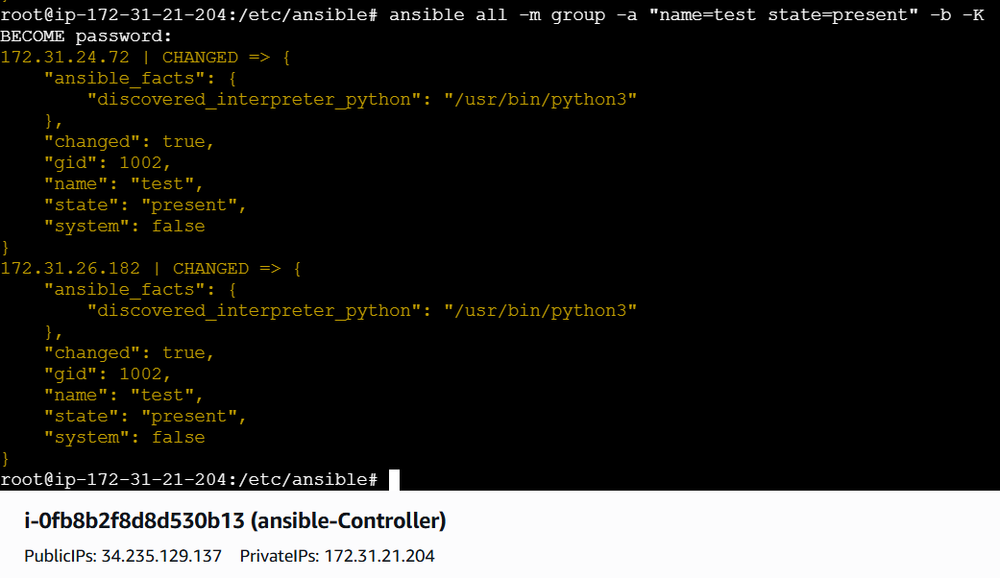 root@ip-172-31-21-204:/etc/ansible# ansible all -m group -a "name=test state=present" -b -K
BECOME password:
172.31.24.72 | CHANGED => {
    "ansible_facts": {
        "discovered_interpreter_python": "/usr/bin/python3"
    },
    "changed": true,
    "gid": 1002,
    "name": "test",
    "state": "present",
    "system": false
}
172.31.26.182 | CHANGED => {
    "ansible_facts": {
        "discovered_interpreter_python": "/usr/bin/python3"
    },
    "changed": true,
    "gid": 1002,
    "name": "test",
    "state": "present",
    "system": false
}
root@ip-172-31-21-204:/etc/ansible#
i-0fb8b2f8d8d530b13 (ansible-Controller)
PublicIPs: 34.235.129.137 PrivateIPs: 172.31.21.204